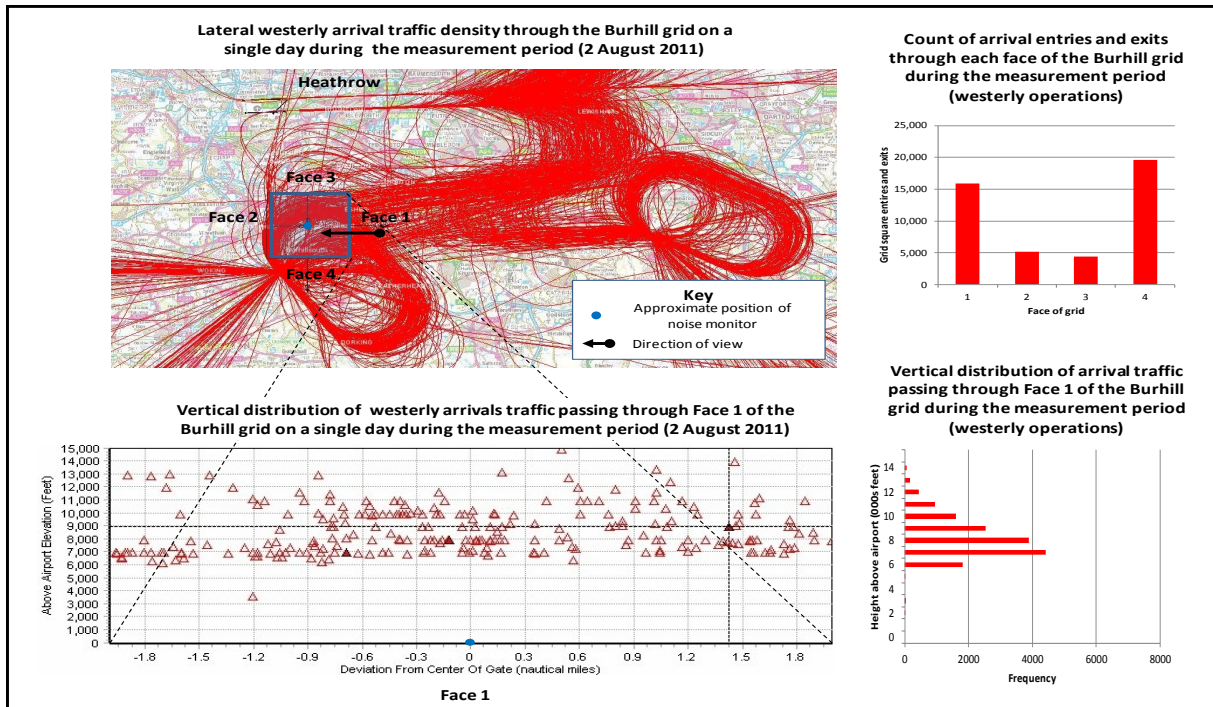 Lateral westerly arrival traffic density through the Burhill grid on a
single day during the measurement period (2 August 2011)
Heathrow
Face 3
Face 2
Face 1
Face 4
WOKING
LEATHERHEAD
DORKING
LEWISHAM
Key
Approximate position of
noise monitor
Direction of view
Count of arrival entries and exits
through each face of the Burhill grid
during the measurement period
(westerly operations)
Grid square entires and exits
25,000
20,000
15,000
10,000
5,000
0
1 2 3 4
Face of grid
Vertical distribution of westerly arrivals traffic passing through Face 1 of the
Burhill grid on a single day during the measurement period (2 August 2011)
Above Airport Elevation (Feet)
15,000
14,000
13,000
12,000
11,000
10,000
9,000
8,000
7,000
6,000
5,000
4,000
3,000
2,000
1,000
0
-1.8 -1.5 -1.2 -0.9 -0.6 -0.3 0 0.3 0.6 0.9 1.2 1.5 1.8
Deviation From Center Of Gate (nautical miles)
Face 1
Vertical distribution of arrival traffic
passing through Face 1 of the Burhill
grid during the measurement period
(westerly operations)
Height above airport (000s feet)
14
12
10
8
6
4
2
0
0 2000 4000 6000 8000
Frequency